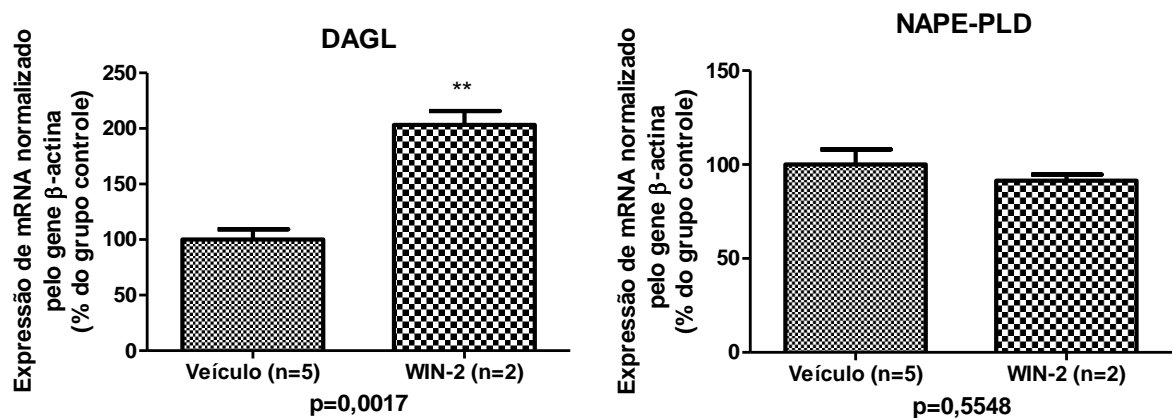 DAGL
Expressão de mRNA normalizado
pelo gene β-actina
(% do grupo controle)
250
200
150
100
50
0
**
Veículo (n=5)
WIN-2 (n=2)
p=0,0017
NAPE-PLD
Expressão de mRNA normalizado
pelo gene β-actina
(% do grupo controle)
150
100
50
0
Veículo (n=5)
WIN-2 (n=2)
p=0,5548